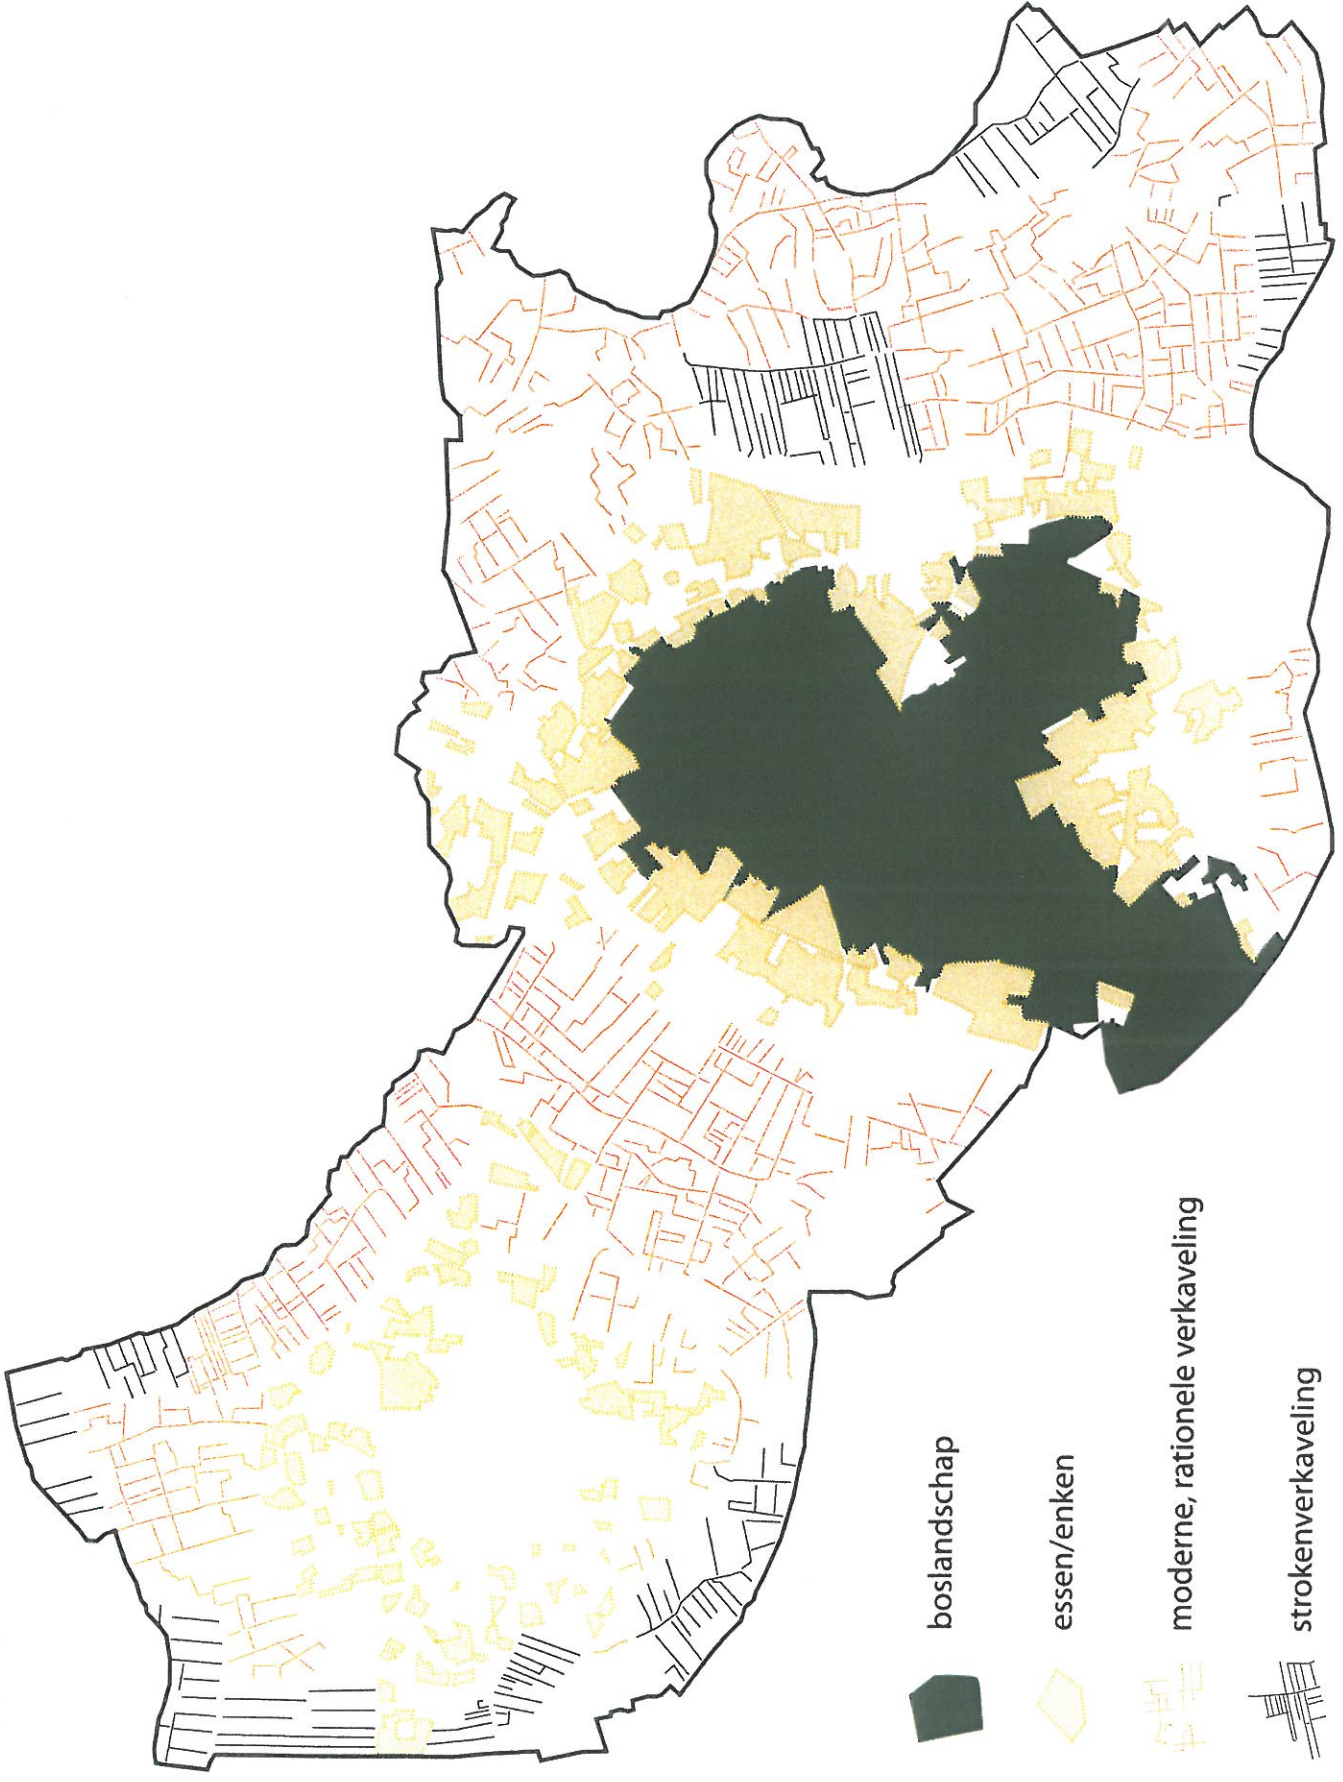 boslandschap
essen/enken
moderne, rationele verkaveling
strokenverkaveling